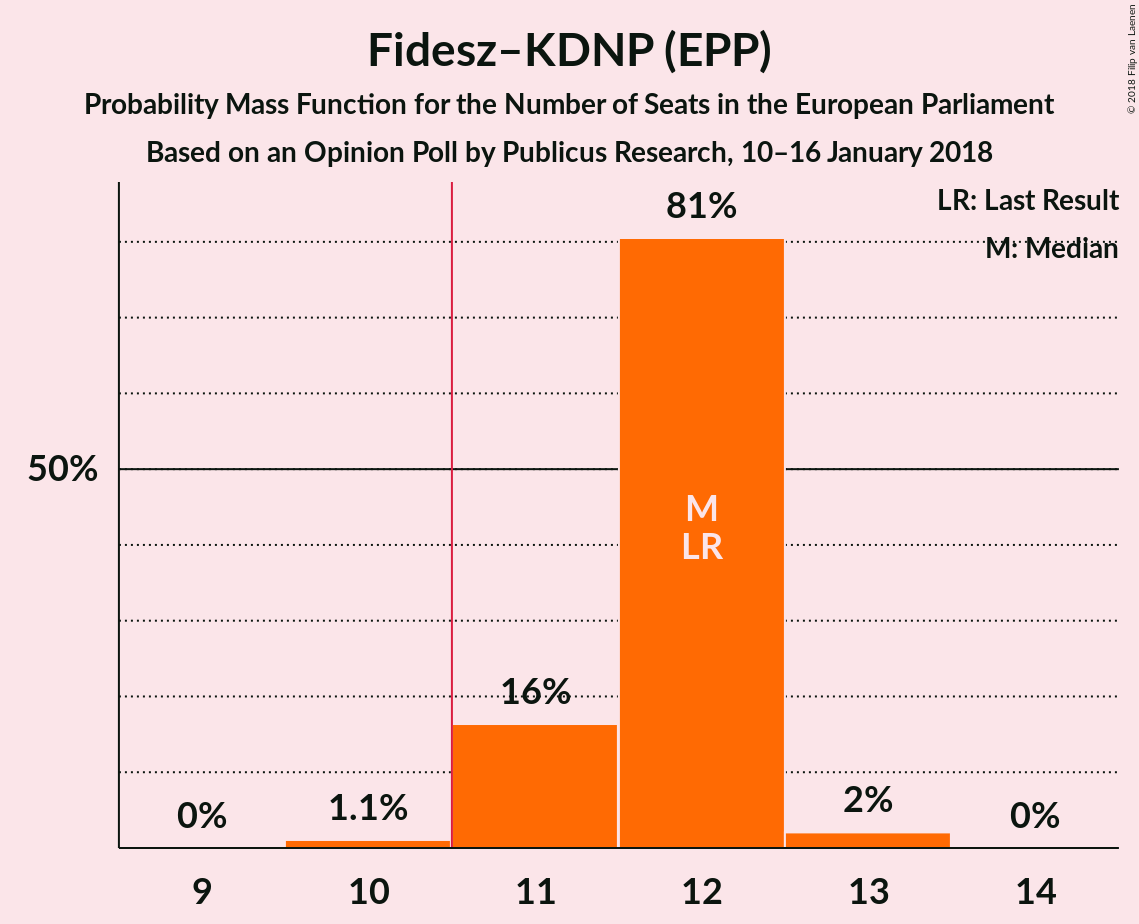 Fidesz–KDNP (EPP)
Probability Mass Function for the Number of Seats in the European Parliament
Based on an Opinion Poll by Publicus Research, 10–16 January 2018
© 2018 Filip van Laenen
LR: Last Result
M: Median
81%
50%
M
LR
16%
0%
1.1%
2%
0%
9
10
11
12
13
14